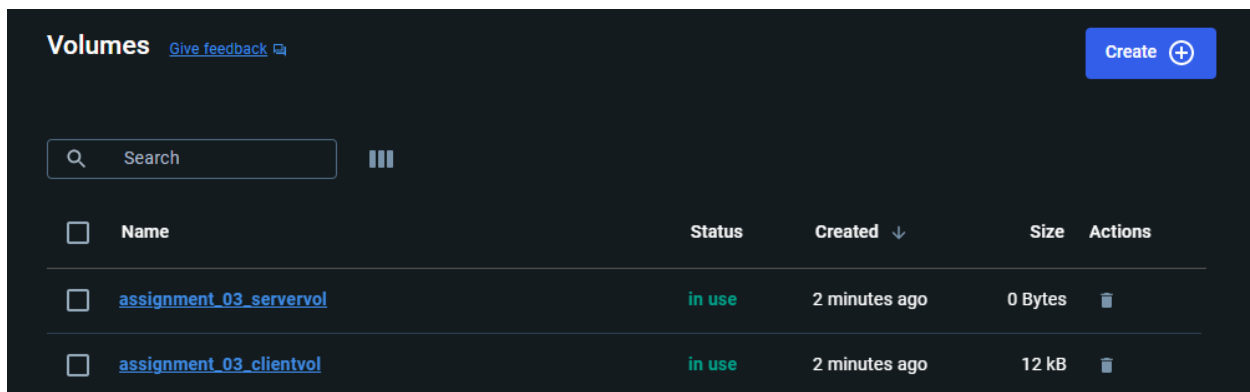 Volumes Give feedback Create
Search
Name Status Created Size Actions
assignment_03_servervol in use 2 minutes ago 0 Bytes
assignment_03_clientvol in use 2 minutes ago 12 kB